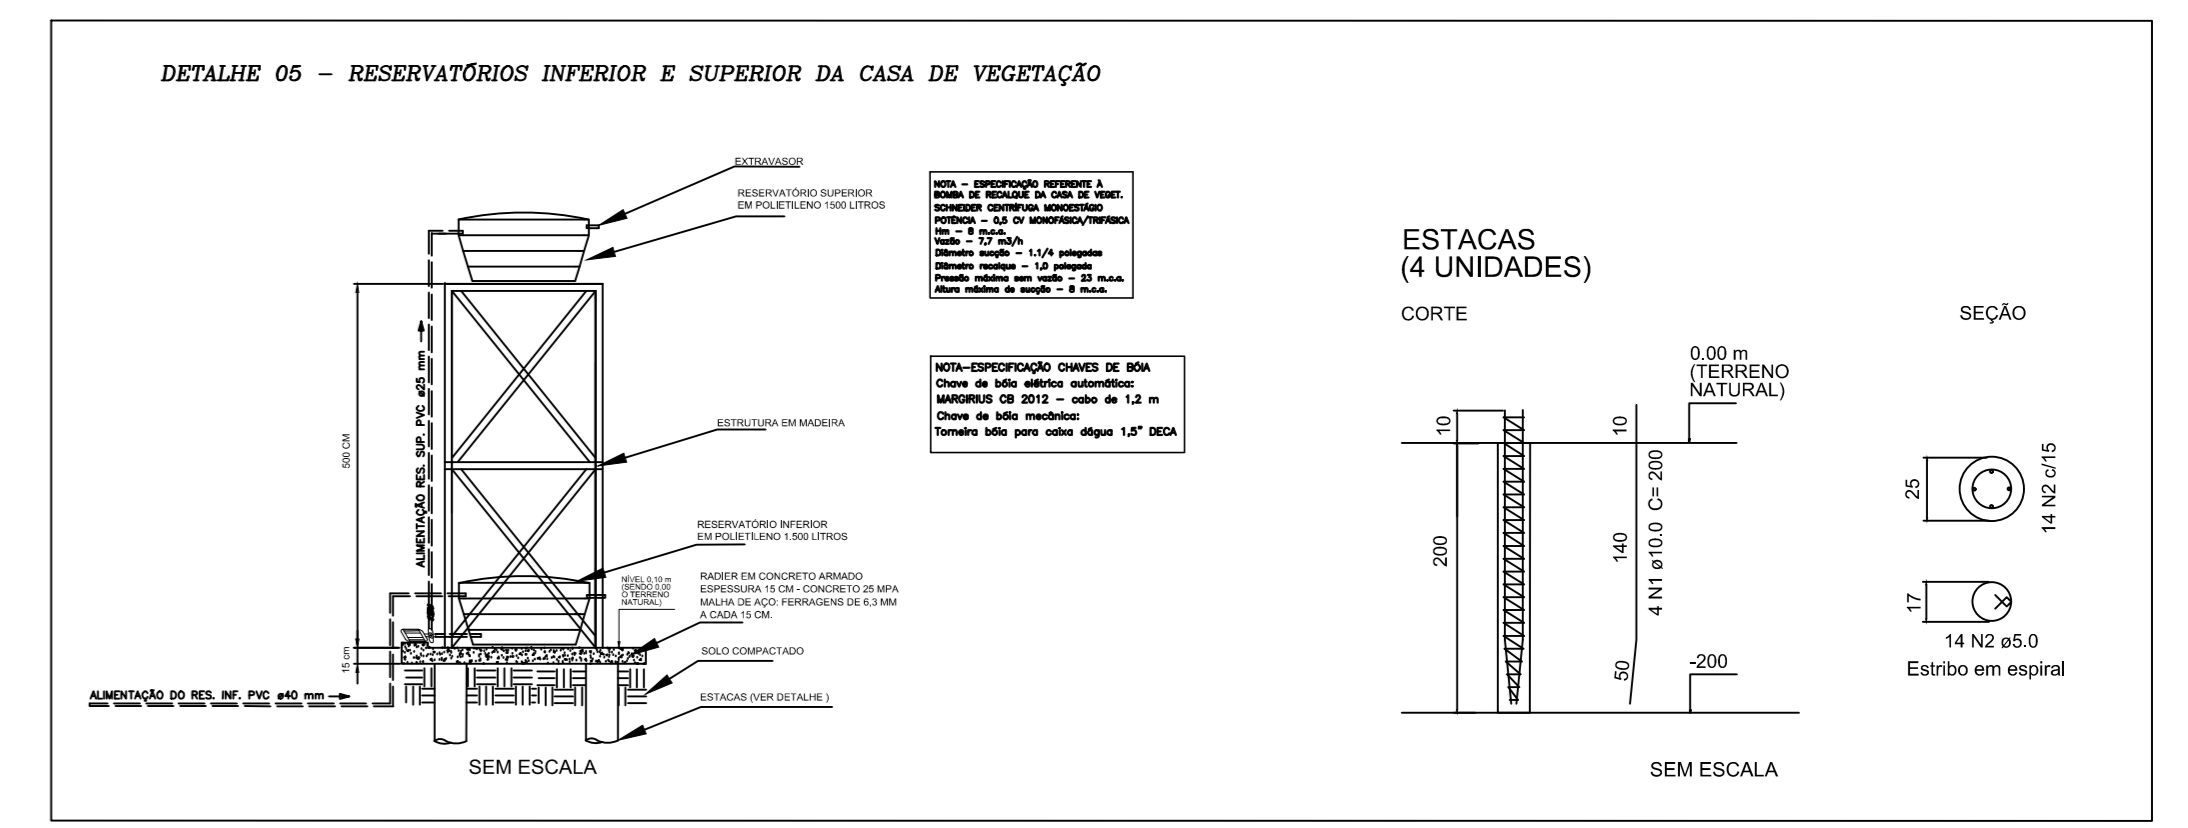 DETALHE 05 - RESERVATÓRIOS INFERIOR E SUPERIOR DA CASA DE VEGETAÇÃO
EXTRAVASOR
RESERVATÓRIO SUPERIOR
EM POLIETILENO 1500 LITROS
500 CM
15 cm
ALIMENTAÇÃO RES. SUP. PVC ø25 mm
ESTRUTURA EM MADEIRA
RESERVATÓRIO INFERIOR
EM POLIETÍLENO 1.500 LITROS
NÍVEL 0,10 m
(SENDO 0,00
O TERRENO
NATURAL)
RADIER EM CONCRETO ARMADO
ESPESSURA 15 CM - CONCRETO 25 MPA
MALHA DE AÇO: FERRAGENS DE 6,3 MM
A CADA 15 CM.
SOLO COMPACTADO
ALIMENTAÇÃO DO RES. INF. PVC ø40 mm
ESTACAS (VER DETALHE )
SEM ESCALA
NOTA - ESPECIFICAÇÃO REFERENTE À
BOMBA DE RECALQUE DA CASA DE VEGET.
SCHNEIDER CENTRÍFUGA MONOESTÁGIO
POTÊNCIA - 0,5 CV MONOFÁSICA/TRIFÁSICA
Hm - 8 m.c.a.
Vazão - 7,7 m3/h
Diâmetro sucção - 1.1/4 polegadas
Diâmetro recalque - 1,0 polegada
Pressão máxima sem vazão - 23 m.c.a.
Altura máxima de sucção - 8 m.c.a.
NOTA-ESPECIFICAÇÃO CHAVES DE BÓIA
Chave de bóia elétrica automática:
MARGIRIUS CB 2012 - cabo de 1,2 m
Chave de bóia mecânica:
Torneira bóia para caixa dágua 1,5" DECA
ESTACAS
(4 UNIDADES)
CORTE
SEÇÃO
0.00 m
(TERRENO
NATURAL)
10
10
200
140
50
4 N1 ø10.0 C= 200
-200
25
14 N2 c/15
17
14 N2 ø5.0
Estribo em espiral
SEM ESCALA